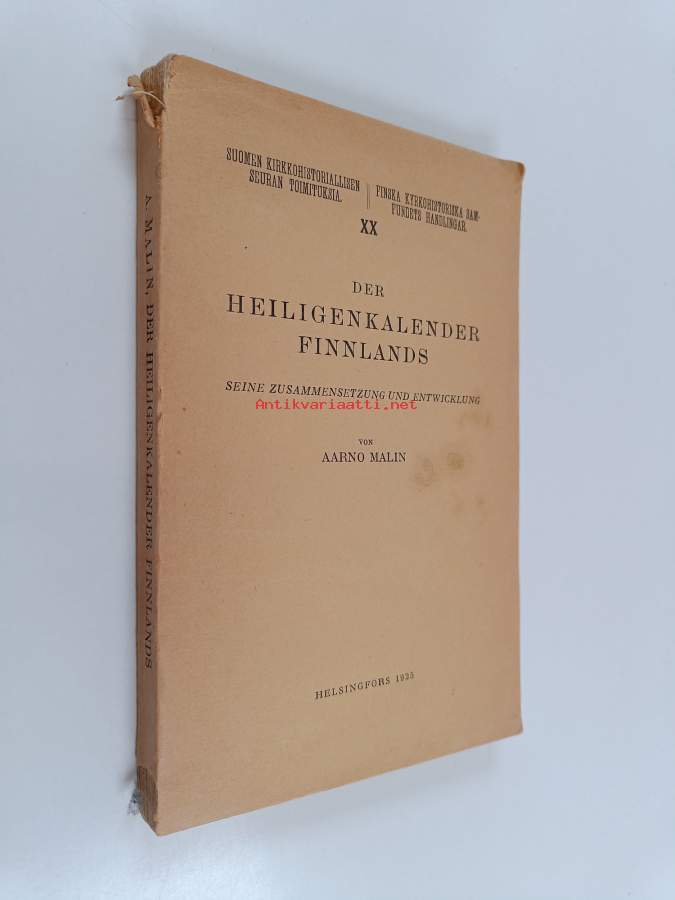 SUOMEN KIRKKOHISTORIALLISEN
SEURAN TOIMITUKSIA.
FINSKA KYRKOHISTORISKA SAM-
FUNDETS HANDLINGAR.
XX
DER
HEILIGENKALENDER
FINNLANDS
SEINE ZUSAMMENSETZUNG UND ENTWICKLUNG
Antikvariaatti.net
VON
AARNO MALIN
HELSINGFORS 1925
A. MALIN, DER HEILIGENKALENDER FINNLANDS